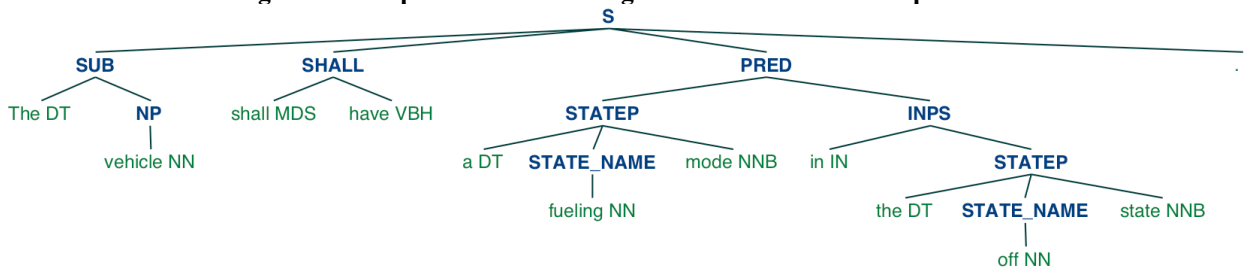 S
SUB SHALL PRED .
The DT NP shall MDS have VBH STATEP INPS
vehicle NN a DT STATE_NAME mode NNB in IN STATEP
fueling NN the DT STATE_NAME state NNB
off NN